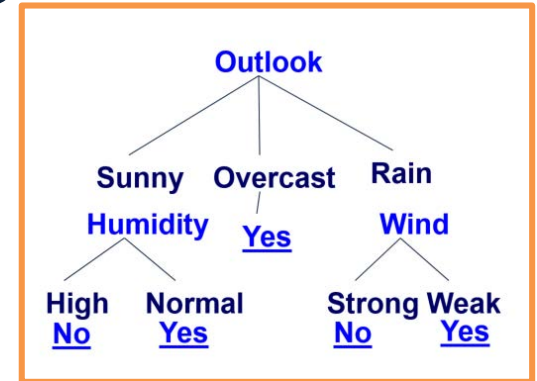 Outlook
Sunny Overcast Rain
Humidity Yes Wind
High Normal Strong Weak
No Yes No Yes